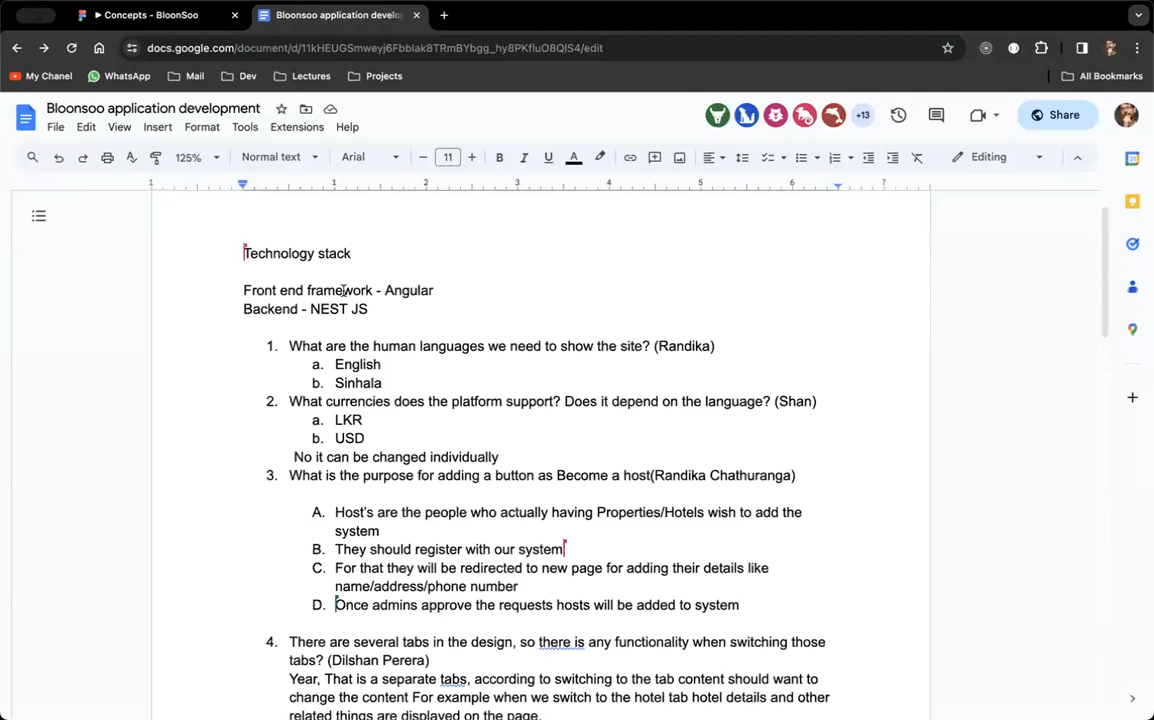 Concepts - BloonSoo
Bloonsoo application develo
docs.google.com/document/d/11kHEUGSmweyj6Fbblak8TRmBYbgg_hy8PKfluO8QlS4/edit
My Chanel WhatsApp Mail Dev Lectures Projects All Bookmarks
Bloonsoo application development
+13
Share
File Edit View Insert Format Tools Extensions Help
125% Normal text Arial 11 B I U A Editing
1 1 2 3 4 5 6 7
Technology stack
Front end framework - Angular
Backend - NEST JS
1. What are the human languages we need to show the site? (Randika)
a. English
b. Sinhala
2. What currencies does the platform support? Does it depend on the language? (Shan)
a. LKR
b. USD
No it can be changed individually
3. What is the purpose for adding a button as Become a host(Randika Chathuranga)
A. Host's are the people who actually having Properties/Hotels wish to add the
system
B. They should register with our system
C. For that they will be redirected to new page for adding their details like
name/address/phone number
D. Once admins approve the requests hosts will be added to system
4. There are several tabs in the design, so there is any functionality when switching those
tabs? (Dilshan Perera)
Year, That is a separate tabs, according to switching to the tab content should want to
change the content For example when we switch to the hotel tab hotel details and other
related things are displayed on the page.